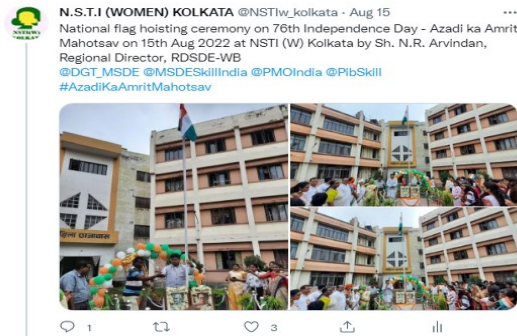 N.S.T.I (WOMEN) KOLKATA @NSTIw_kolkata · Aug 15
National flag hoisting ceremony on 76th Independence Day - Azadi ka Amrit
Mahotsav on 15th Aug 2022 at NSTI (W) Kolkata by Sh. N.R. Arvindan,
Regional Director, RDSDE-WB
@DGT_MSDE @MSDESkillIndia @PMOIndia @PibSkill
#AzadiKaAmritMahotsav
1
3